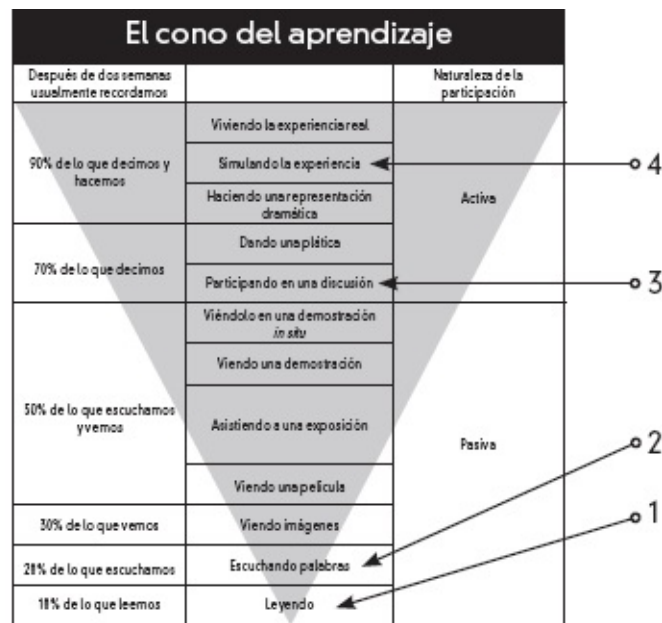 El cono del aprendizaje
Después de dos semanas
usualmente recordamos
Naturaleza de la
participación
90% de lo que decimos y
hacemos
Viviendo la experiencia real
Simulando la experiencia
Haciendo una representación
dramática
Activa
4
70% de lo que decimos
Dando una plática
Participando en una discusión
3
50% de lo que escuchamos
y vemos
Viéndolo en una demostración
in situ
Viendo una demostración
Asistiendo a una exposición
Viendo una película
Pasiva
2
1
30% de lo que vemos
Viendo imágenes
28% de lo que escuchamos
Escuchando palabras
18% de lo que leemos
Leyendo